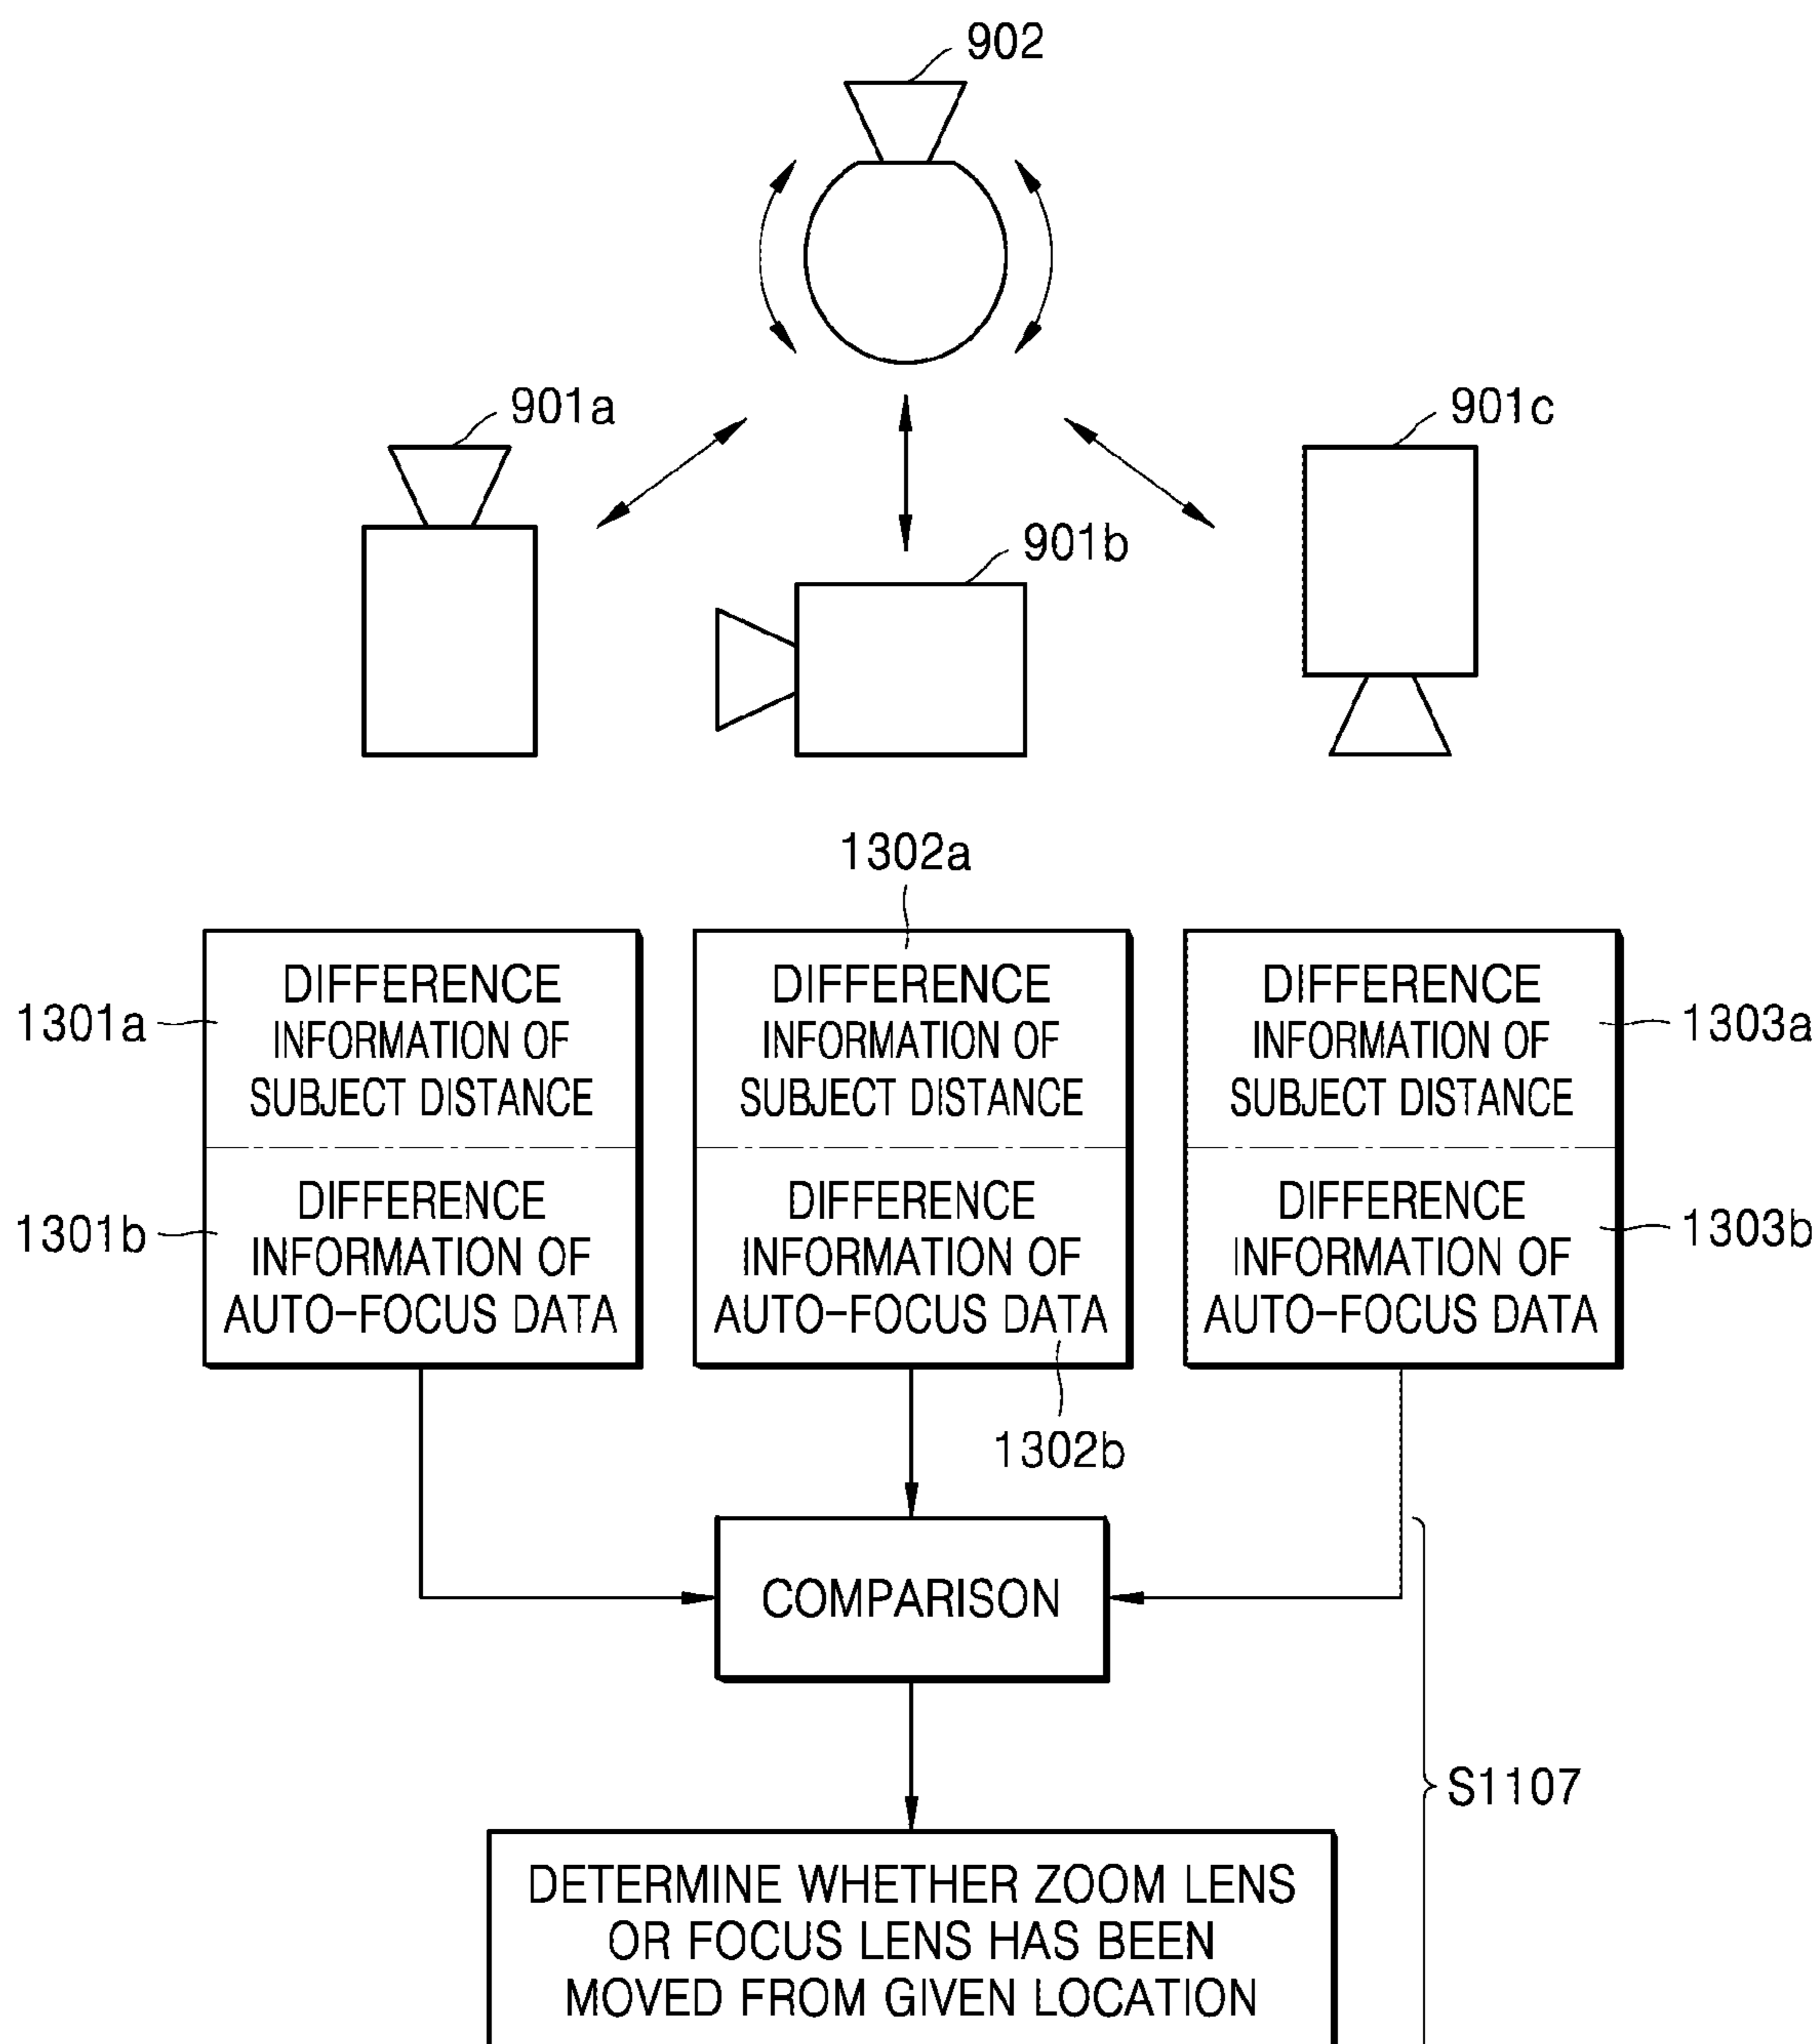 902
901a
901c
901b
1302a
DIFFERENCE
INFORMATION OF
SUBJECT DISTANCE
1301a
DIFFERENCE
INFORMATION OF
AUTO-FOCUS DATA
1301b
DIFFERENCE
INFORMATION OF
SUBJECT DISTANCE
DIFFERENCE
INFORMATION OF
AUTO-FOCUS DATA
1302b
DIFFERENCE
INFORMATION OF
SUBJECT DISTANCE
1303a
DIFFERENCE
INFORMATION OF
AUTO-FOCUS DATA
1303b
COMPARISON
S1107
DETERMINE WHETHER ZOOM LENS
OR FOCUS LENS HAS BEEN
MOVED FROM GIVEN LOCATION